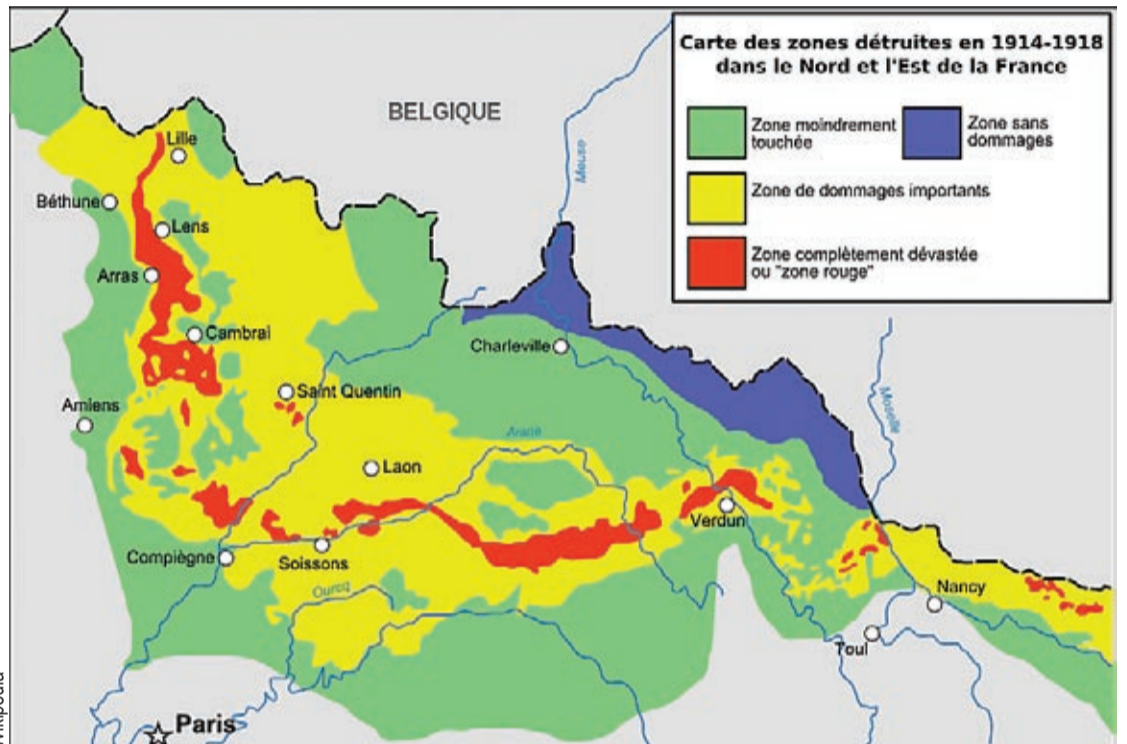 Carte des zones détruites en 1914-1918
dans le Nord et l'Est de la France
Zone moindrement
touchée
Zone sans
dommages
Zone de dommages importants
Zone complètement dévastée
ou "zone rouge"
BELGIQUE
Meuse
Lille
Béthune
Lens
Arras
Cambrai
Charleville
Saint Quentin
Amiens
Moselle
Laon
Verdun
Compiègne
Soissons
Ourcq
Nancy
Toul
Paris